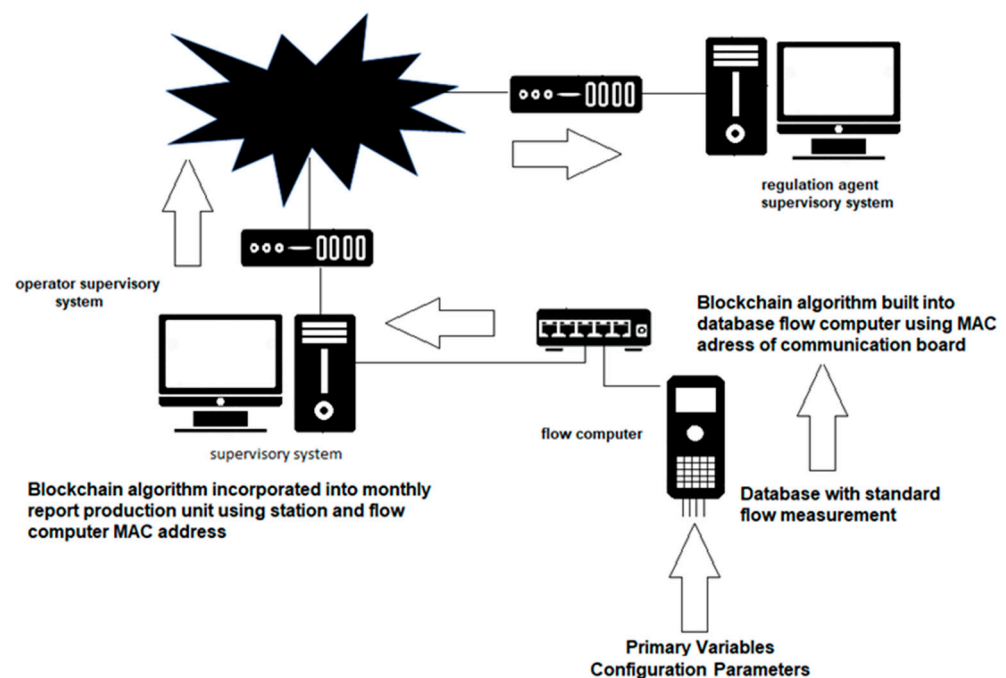 regulation agent
supervisory system
operator supervisory
system
Blockchain algorithm built into
database flow computer using MAC
adress of communication board
flow computer
supervisory system
Blockchain algorithm incorporated into monthly
report production unit using station and flow
computer MAC address
Database with standard
flow measurement
Primary Variables
Configuration Parameters